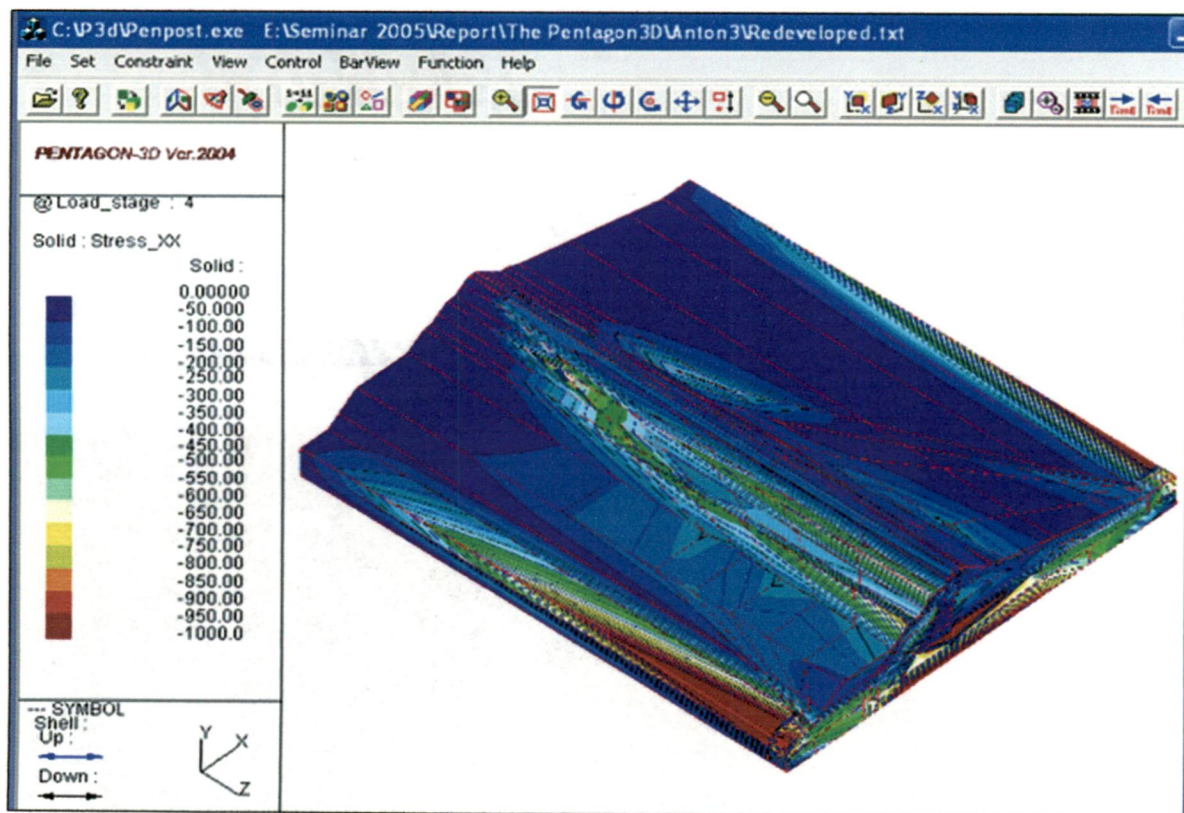 C:\P3d\Penpost.exe E:\Seminar 2005\Report\The Pentagon3D\Anton3\Redeveloped.txt
File Set Constraint View Control BarView Function Help
PENTAGON-3D Ver.2004
@Load_stage : 4
Solid : Stress_XX
Solid :
0.00000
-50.000
-100.00
-150.00
-200.00
-250.00
-300.00
-350.00
-400.00
-450.00
-500.00
-550.00
-600.00
-650.00
-700.00
-750.00
-800.00
-850.00
-900.00
-950.00
-1000.0
--- SYMBOL
Shell :
Up :
Down :
Y
X
Z